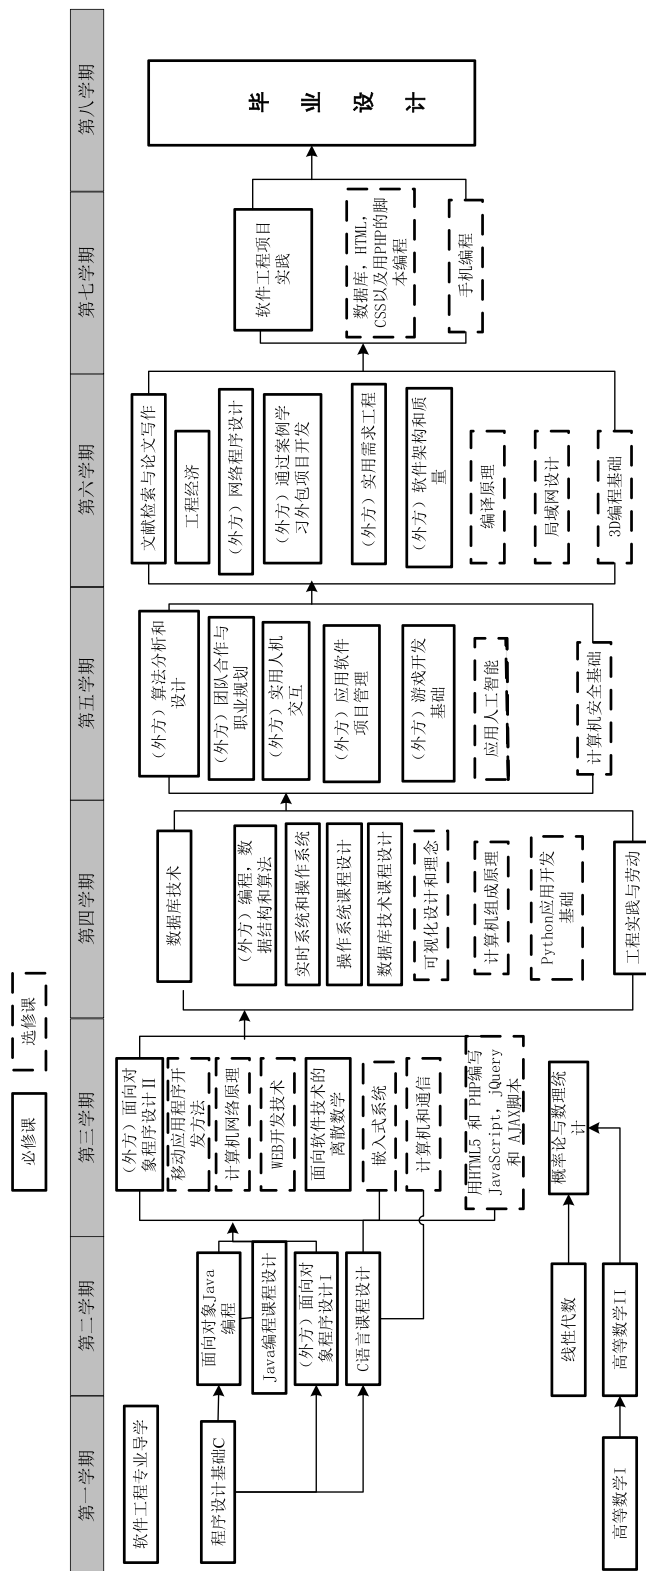 必修课
选修课
第一学期
第二学期
第三学期
第四学期
第五学期
第六学期
第七学期
第八学期
软件工程专业导学
程序设计基础C
高等数学I
面向对象Java
编程
Java编程课程设计
（外方）面向对
象程序设计I
C语言课程设计
线性代数
高等数学II
（外方）面向对
象程序设计Ⅱ
移动应用程序开
发方法
计算机网络原理
WEB开发技术
面向软件技术的
离散数学
嵌入式系统
计算机和通信
用HTML5 和 PHP编写
JavaScript, jQuery
和 AJAX脚本
概率论与数理统
计
数据库技术
（外方）编程，数
据结构和算法
实时系统和操作系统
操作系统课程设计
数据库技术课程设计
可视化设计和理念
计算机组成原理
Python应用开发
基础
工程实践与劳动
（外方）算法分析和
设计
（外方）团队合作与
职业规划
（外方）实用人机
交互
（外方）应用软件
项目管理
（外方）游戏开发
基础
应用人工智能
计算机安全基础
文献检索与论文写作
工程经济
（外方）网络程序设计
（外方）通过案例学
习外包项目开发
（外方）实用需求工程
（外方）软件架构和质
量
编译原理
局域网设计
3D编程基础
软件工程项目
实践
数据库，HTML，
CSS以及用PHP的脚
本编程
手机编程
毕业设计